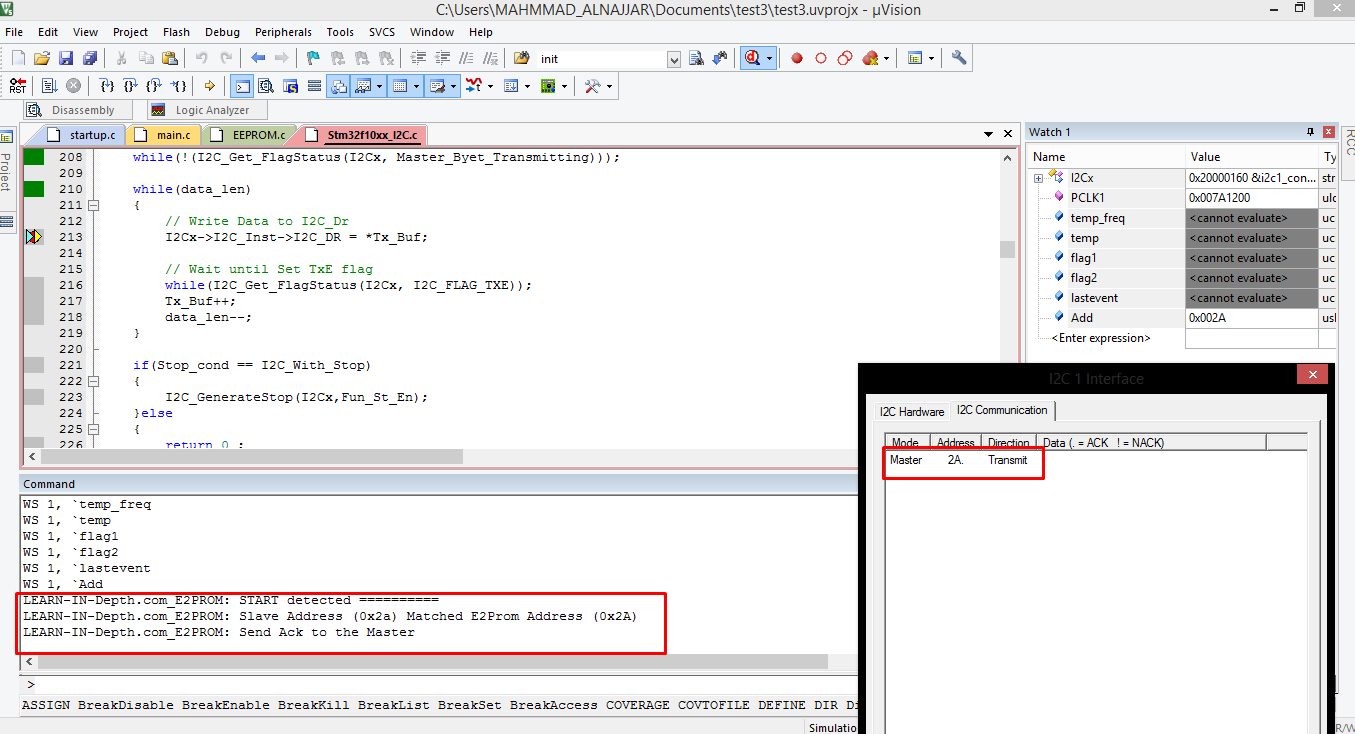 C:\Users\MAHMMAD_ALNAJJAR\Documents\test3\test3.uvprojx - µVision
File Edit View Project Flash Debug Peripherals Tools SVCS Window Help
init
RST
Disassembly Logic Analyzer
startup.c main.c EEPROM.c Stm32f10xx_I2C.c
Project
208 while(!(I2C_Get_FlagStatus(I2Cx, Master_Byet_Transmitting)));
209
210 while(data_len)
211 {
212 // Write Data to I2C_Dr
213 I2Cx->I2C_Inst->I2C_DR = *Tx_Buf;
214
215 // Wait until Set TxE flag
216 while(I2C_Get_FlagStatus(I2Cx, I2C_FLAG_TXE));
217 Tx_Buf++;
218 data_len--;
219 }
220
221 if(Stop_cond == I2C_With_Stop)
222 {
223 I2C_GenerateStop(I2Cx,Fun_St_En);
224 }else
225 {
226 return 0 ;
Watch 1
RCC
Name Value Ty
I2Cx 0x20000160 &i2c1_con... str
PCLK1 0x007A1200 ulo
temp_freq <cannot evaluate> uc
temp <cannot evaluate> uc
flag1 <cannot evaluate> uc
flag2 <cannot evaluate> uc
lastevent <cannot evaluate> uc
Add 0x002A usl
<Enter expression>
Command
WS 1, `temp_freq
WS 1, `temp
WS 1, `flag1
WS 1, `flag2
WS 1, `lastevent
WS 1, `Add
LEARN-IN-Depth.com_E2PROM: START detected ==========
LEARN-IN-Depth.com_E2PROM: Slave Address (0x2a) Matched E2Prom Address (0x2A)
LEARN-IN-Depth.com_E2PROM: Send Ack to the Master
>
ASSIGN BreakDisable BreakEnable BreakKill BreakList BreakSet BreakAccess COVERAGE COVTOFILE DEFINE DIR Di
Simulatio
R/W
I2C 1 Interface
I2C Hardware I2C Communication
Mode Address Direction Data (. = ACK ! = NACK)
Master 2A. Transmit